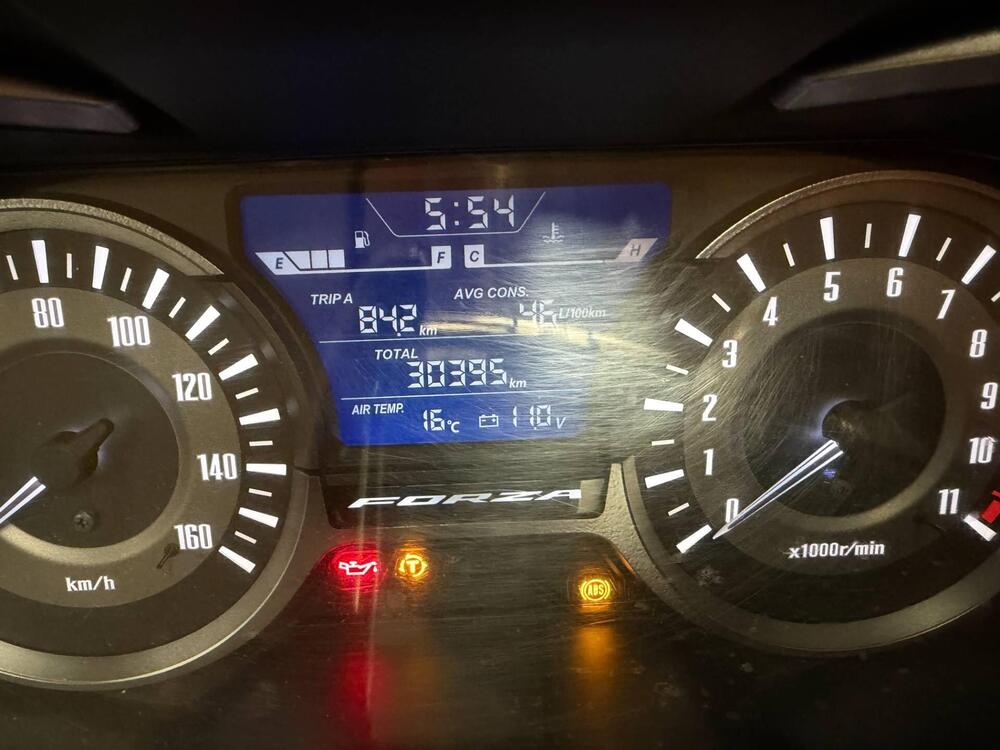 5:54
E F C H
TRIP A AVG CONS.
84.2 km L/100km
TOTAL
30395 km
AIR TEMP.
16 °C 11.0 V
FORZA
80
100
120
140
160
km/h
0
1
2
3
4
5
6
7
8
9
10
11
x1000r/min
T
ABS